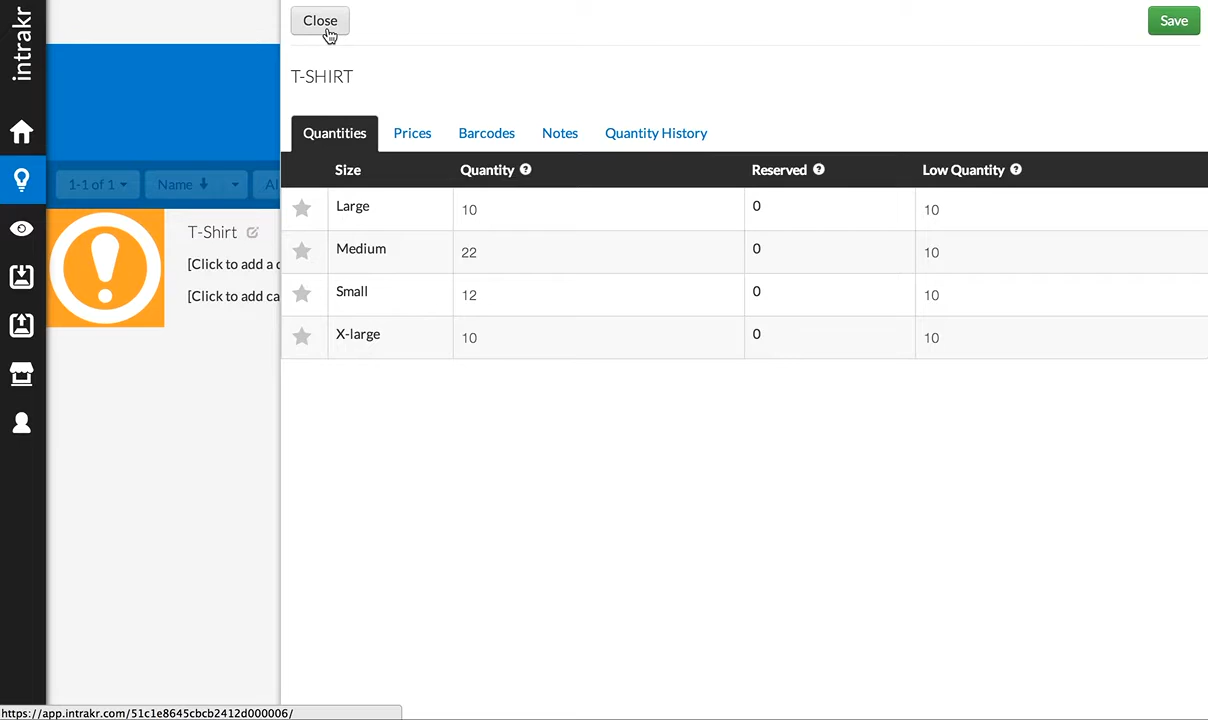 intrakr
Close
Save
T-SHIRT
Quantities Prices Barcodes Notes Quantity History
Size Quantity ? Reserved ? Low Quantity ?
Large 10 0 10
Medium 22 0 10
Small 12 0 10
X-large 10 0 10
1-1 of 1 Name Al
T-Shirt
[Click to add a c
[Click to add ca
https://app.intrakr.com/51c1e8645cbcb2412d000006/